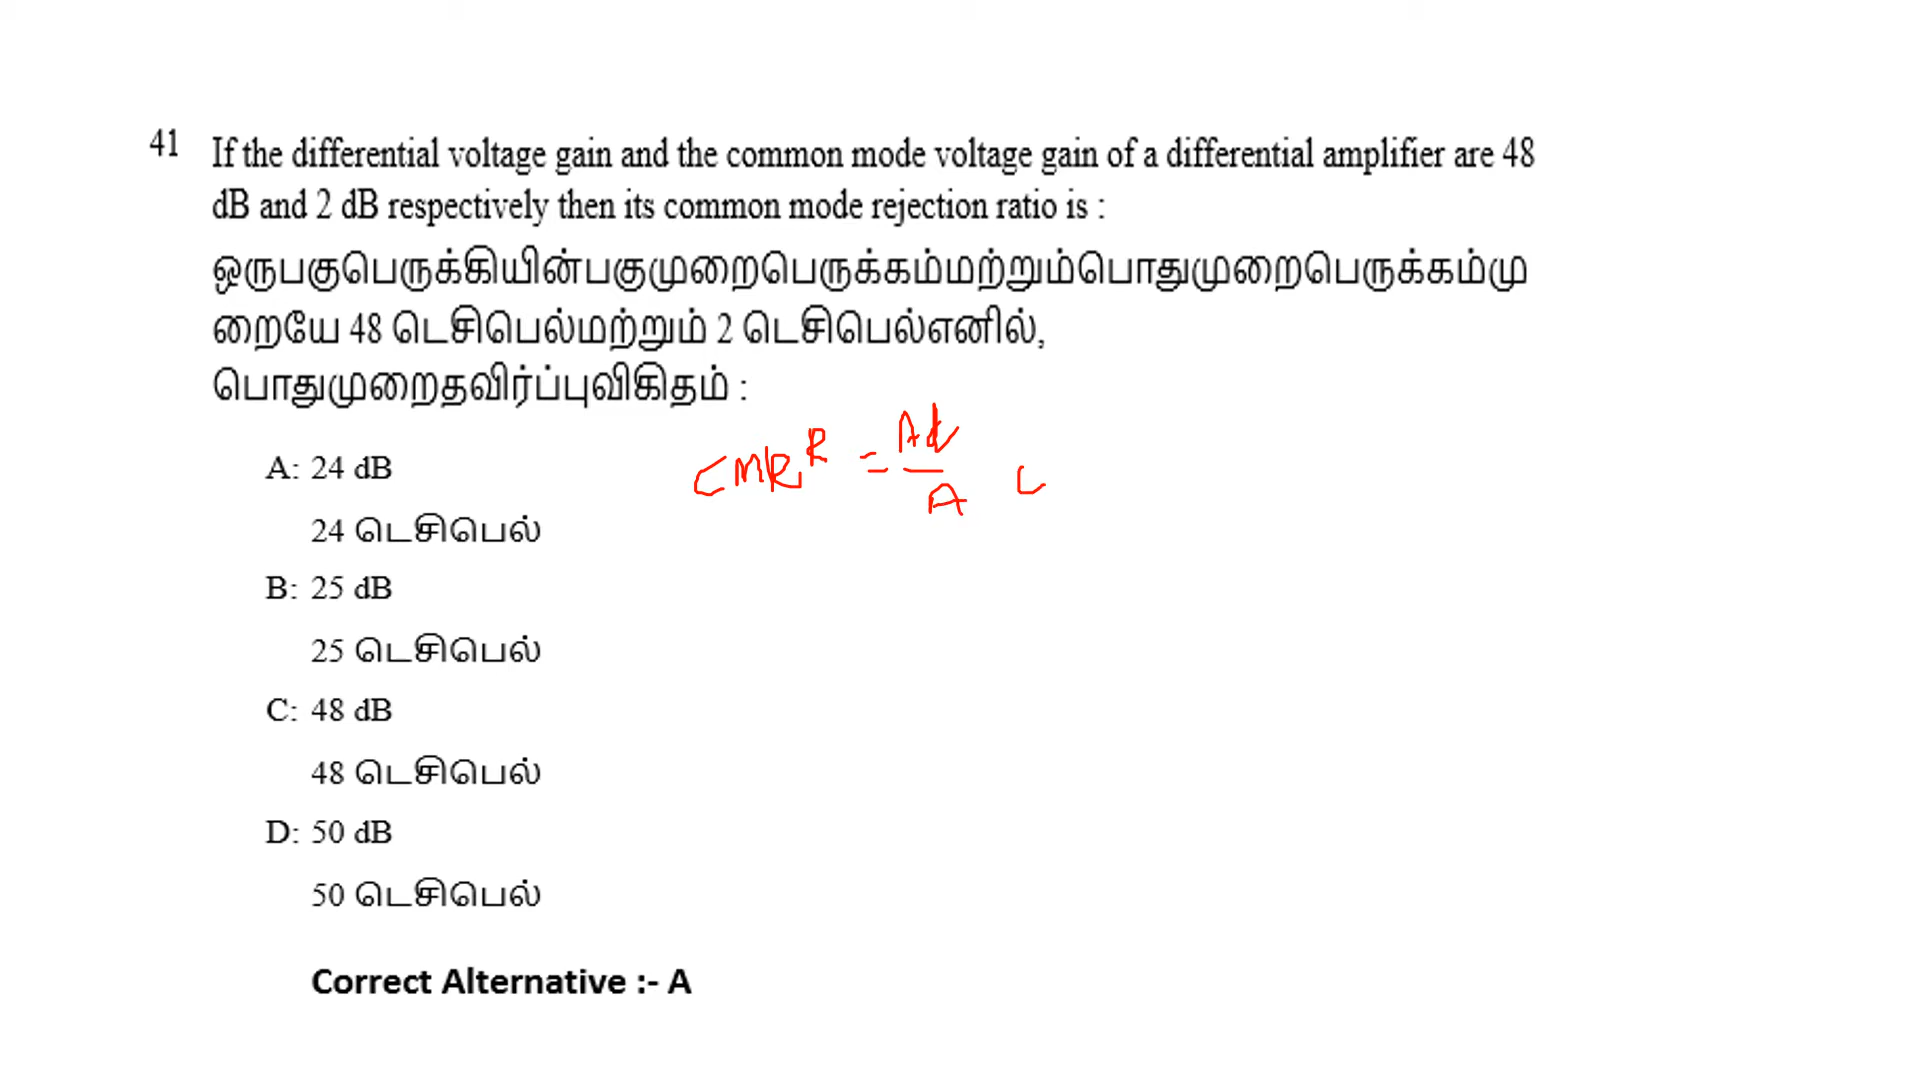 41 If the differential voltage gain and the common mode voltage gain of a differential amplifier are 48
dB and 2 dB respectively then its common mode rejection ratio is :
ஒருபகுபெருக்கியின்பகுமுறைபெருக்கம்மற்றும்பொதுமுறைபெருக்கம்மு
றையே 48 டெசிபெல்மற்றும் 2 டெசிபெல்எனில்,
பொதுமுறைதவிர்ப்புவிகிதம் :
CMRR = Ad
A C
A: 24 dB
24 டெசிபெல்
B: 25 dB
25 டெசிபெல்
C: 48 dB
48 டெசிபெல்
D: 50 dB
50 டெசிபெல்
Correct Alternative :- A